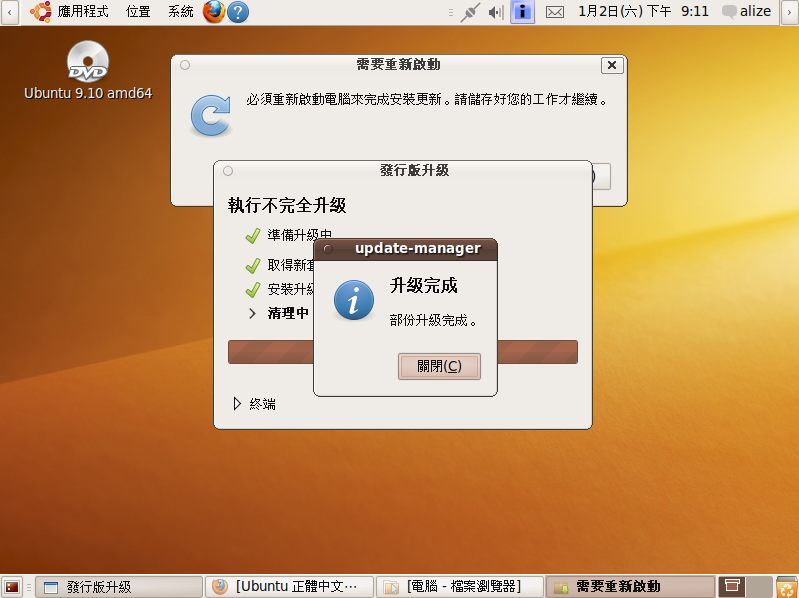 應用程式 位置 系統 1月2日(六) 下午 9:11 alize
Ubuntu 9.10 amd64
需要重新啟動
必須重新啟動電腦來完成安裝更新。請儲存好您的工作才繼續。
發行版升級
執行不完全升級
準備升級中
取得新套
安裝升級
清理中
終端
update-manager
升級完成
部份升級完成。
關閉(C)
發行版升級 [Ubuntu 正體中文… [電腦 - 檔案瀏覽器] 需要重新啟動